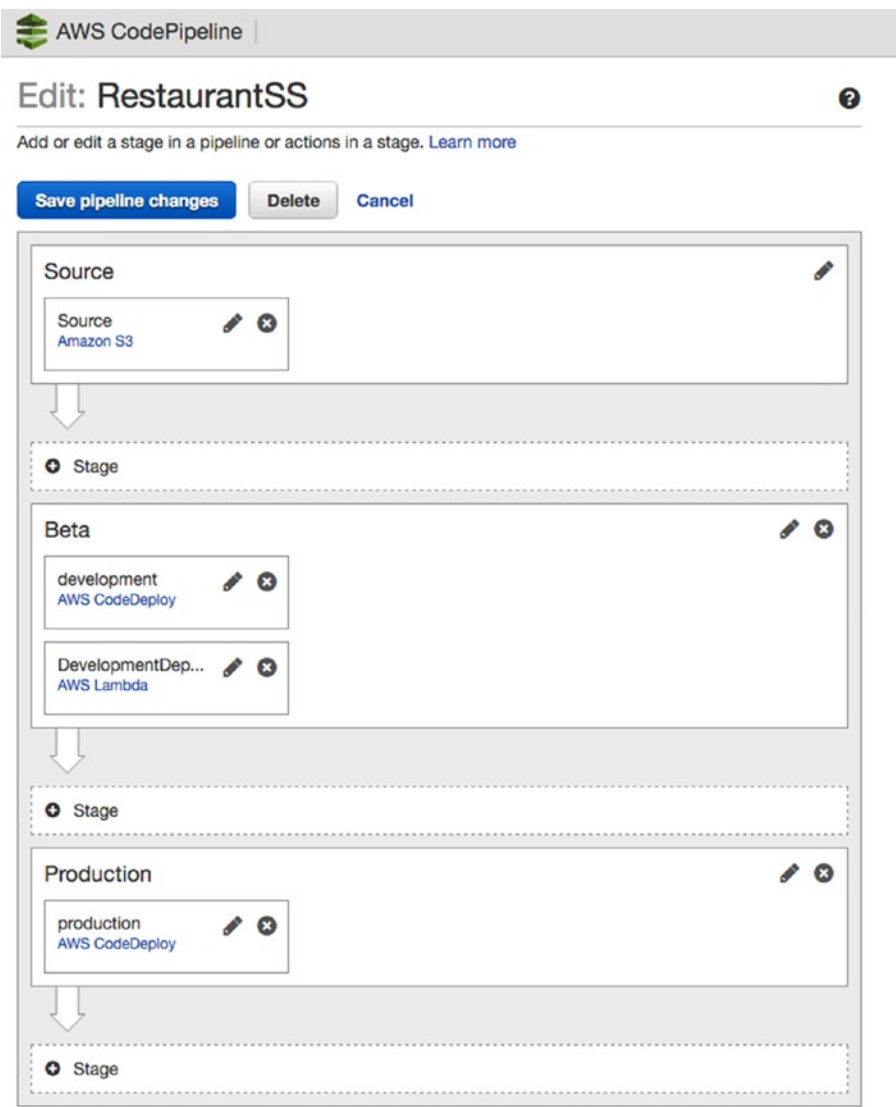 AWS CodePipeline
Edit: RestaurantSS
Add or edit a stage in a pipeline or actions in a stage. Learn more
Save pipeline changes Delete Cancel
Source
Source
Amazon S3
Stage
Beta
development
AWS CodeDeploy
DevelopmentDep...
AWS Lambda
Stage
Production
production
AWS CodeDeploy
Stage